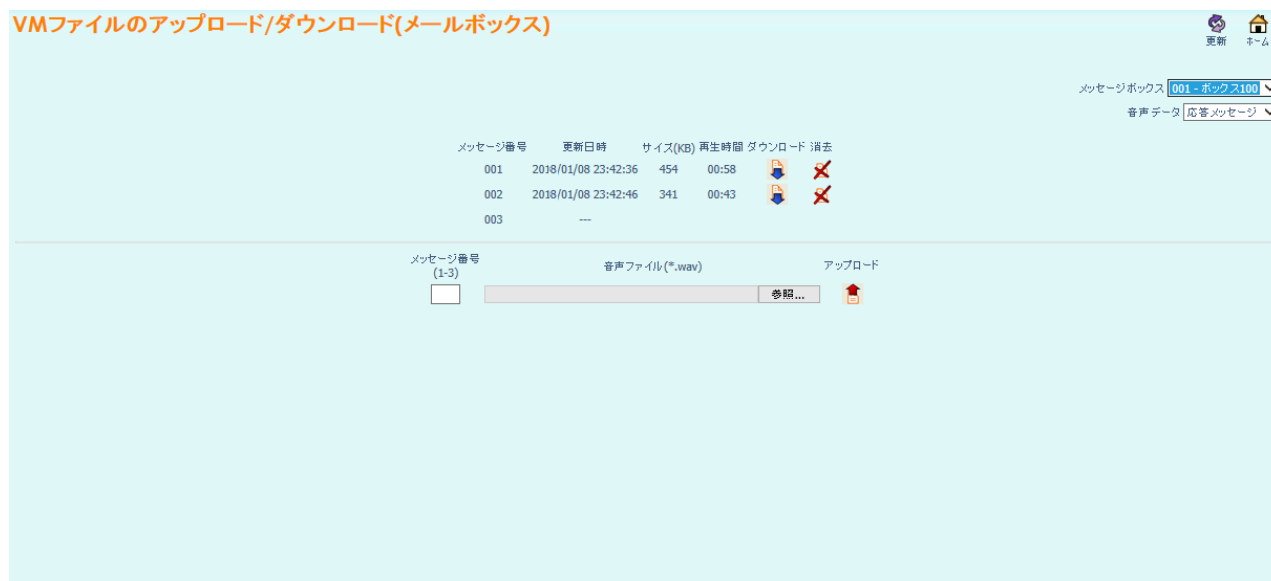 VMファイルのアップロード/ダウンロード(メールボックス)
更新 ホーム
メッセージボックス 001 - ボックス100
音声データ 応答メッセージ
メッセージ番号 更新日時 サイズ(KB) 再生時間 ダウンロード 消去
001 2018/01/08 23:42:36 454 00:58
002 2018/01/08 23:42:46 341 00:43
003 ---
メッセージ番号 音声ファイル(*.wav) アップロード
(1-3)
参照...